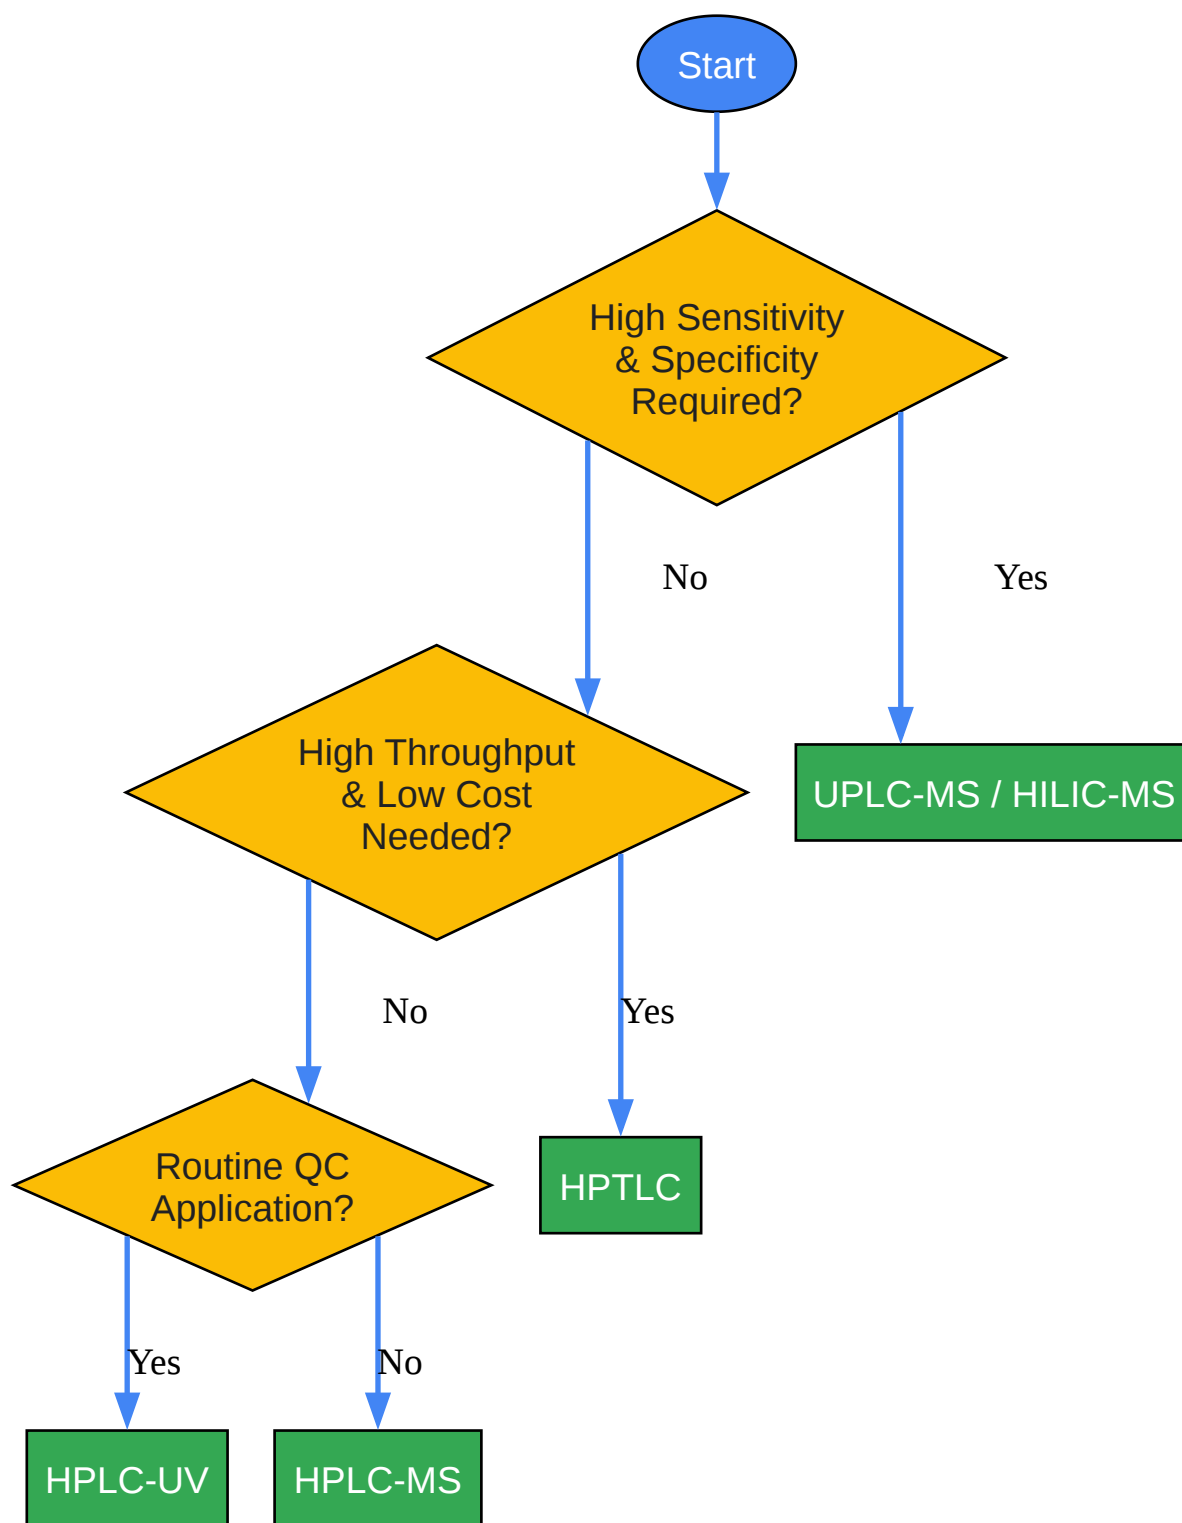 Start
High Sensitivity
& Specificity
Required?
No
Yes
High Throughput
& Low Cost
Needed?
UPLC-MS / HILIC-MS
No
Yes
Routine QC
Application?
HPTLC
Yes
No
HPLC-UV
HPLC-MS